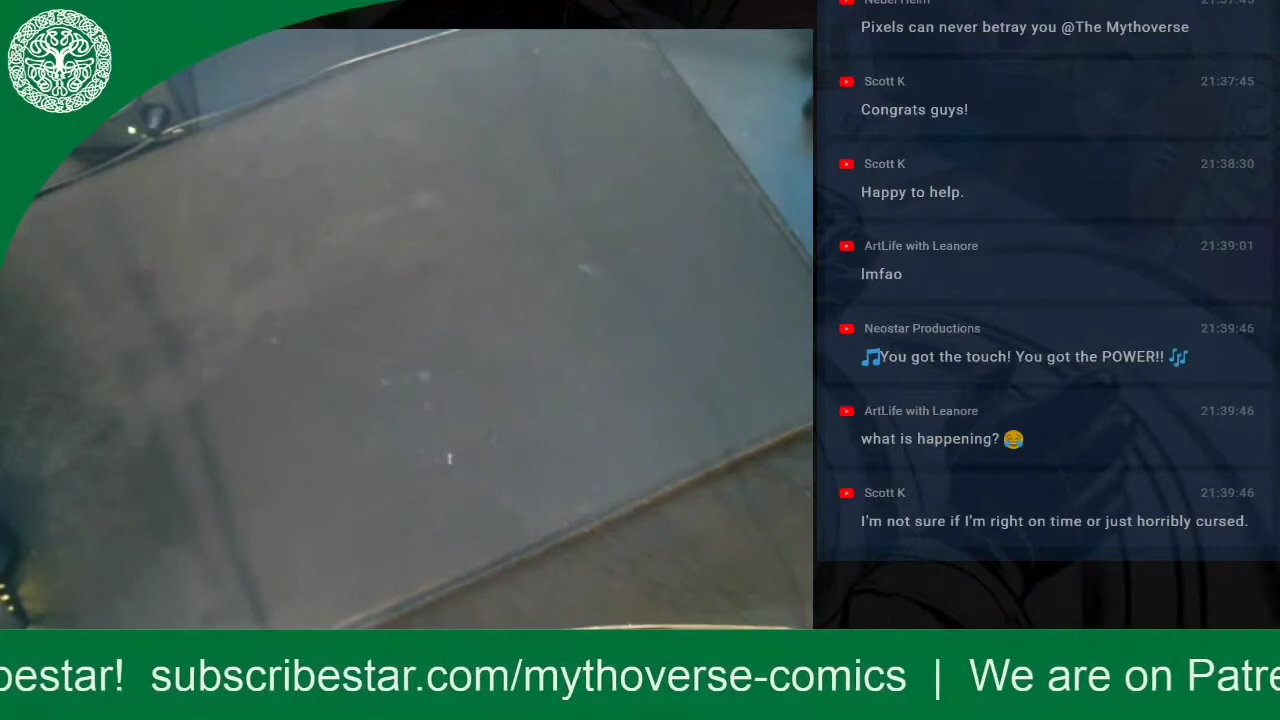 Pixels can never betray you @The Mythoverse
Scott K 21:37:45
Congrats guys!
Scott K 21:38:30
Happy to help.
ArtLife with Leanore 21:39:01
lmfao
Neostar Productions 21:39:46
🎵You got the touch! You got the POWER!! 🎶
ArtLife with Leanore 21:39:46
what is happening? 😂
Scott K 21:39:46
I'm not sure if I'm right on time or just horribly cursed.
bestar! subscribestar.com/mythoverse-comics | We are on Patre